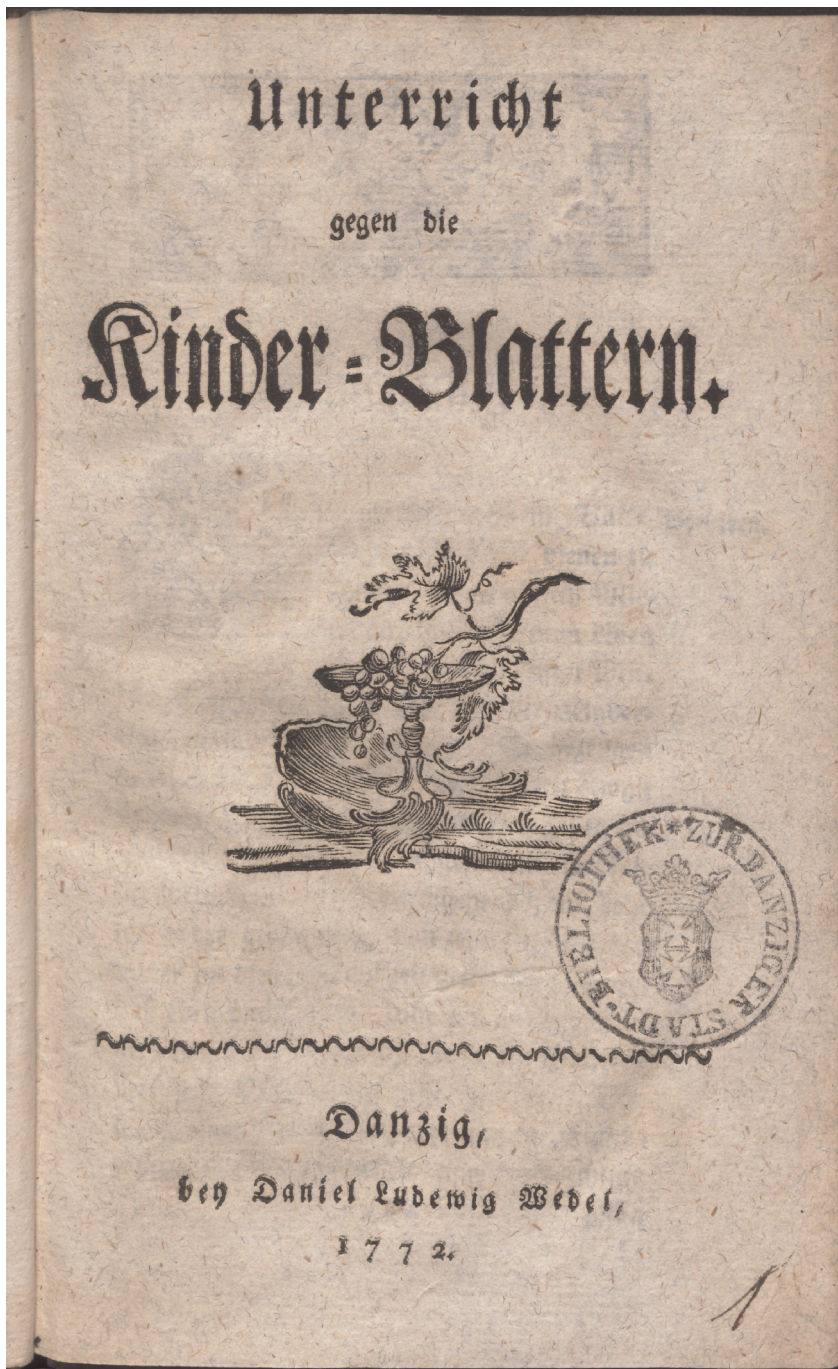 Unterricht
gegen die
Kinder=Blattern.
BIBLIOTHEK * ZUR DANZIGER STADT-
Danzig,
bey Daniel Ludewig Wedel,
1772.
1